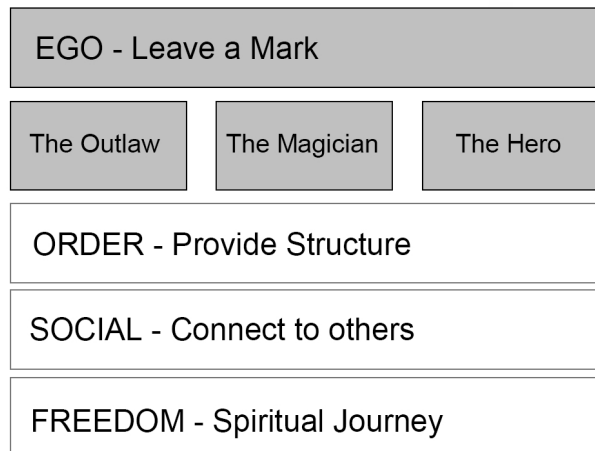 EGO - Leave a Mark
The Outlaw
The Magician
The Hero
ORDER - Provide Structure
SOCIAL - Connect to others
FREEDOM - Spiritual Journey